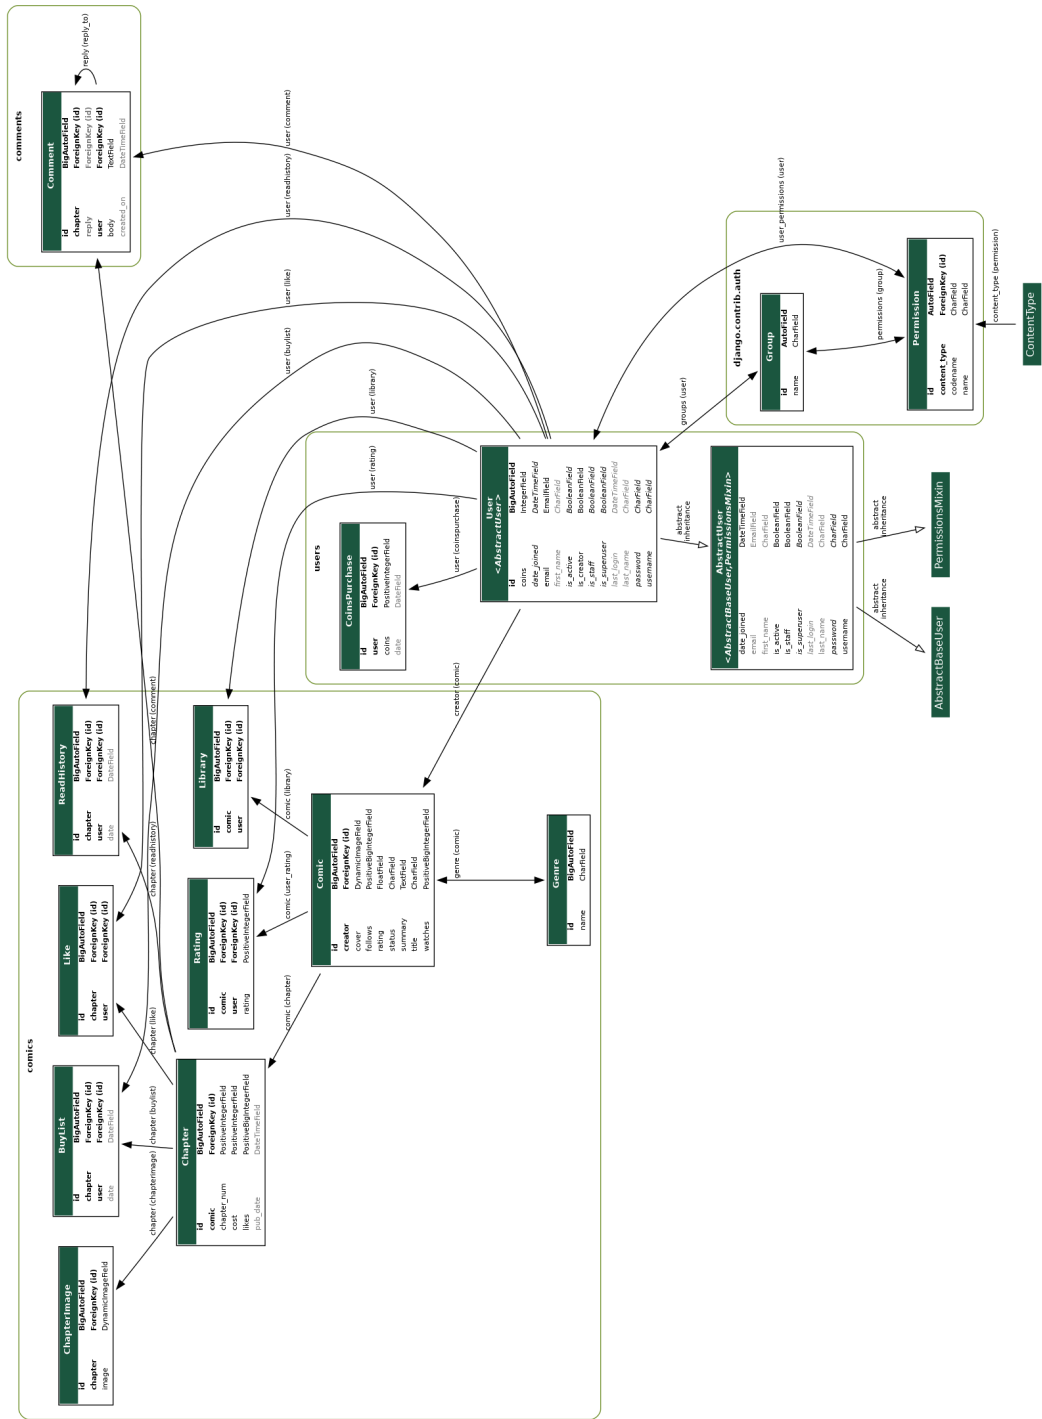 comments
Comment
id BigAutoField
chapter ForeignKey (id)
reply ForeignKey (id)
user ForeignKey (id)
body TextField
created_on DateTimeField
reply (reply_to)
user (comment)
user (readhistory)
user (like)
user (buylist)
user (library)
user (rating)
user (coinspurchase)
user_permissions (user)
django.contrib.auth
Group
id AutoField
name CharField
Permission
id AutoField
content_type ForeignKey (id)
codename CharField
name CharField
permissions (group)
content_type (permission)
ContentType
groups (user)
users
CoinsPurchase
id BigAutoField
user ForeignKey (id)
coins PositiveIntegerField
date DateField
User
<AbstractUser>
id BigAutoField
coins IntegerField
date_joined DateTimeField
email EmailField
first_name CharField
is_active BooleanField
is_creator BooleanField
is_staff BooleanField
is_superuser BooleanField
last_login DateTimeField
last_name CharField
password CharField
username CharField
abstract
inheritance
AbstractUser
<AbstractBaseUser,PermissionsMixin>
date_joined DateTimeField
email EmailField
first_name CharField
is_active BooleanField
is_staff BooleanField
is_superuser BooleanField
last_login DateTimeField
last_name CharField
password CharField
username CharField
abstract
inheritance
PermissionsMixin
abstract
inheritance
AbstractBaseUser
creator (comic)
comics
ReadHistory
id BigAutoField
chapter ForeignKey (id)
user ForeignKey (id)
date DateField
Library
id BigAutoField
comic ForeignKey (id)
user ForeignKey (id)
Like
id BigAutoField
chapter ForeignKey (id)
user ForeignKey (id)
Rating
id BigAutoField
comic ForeignKey (id)
user ForeignKey (id)
rating PositiveIntegerField
Comic
id BigAutoField
creator ForeignKey (id)
cover DynamicImageField
follows PositiveBigIntegerField
rating FloatField
status CharField
summary TextField
title CharField
watches PositiveBigIntegerField
Genre
id BigAutoField
name CharField
genre (comic)
comic (library)
comic (user_rating)
comic (chapter)
chapter (comment)
chapter (readhistory)
chapter (like)
chapter (buylist)
chapter (chapterimage)
BuyList
id BigAutoField
chapter ForeignKey (id)
user ForeignKey (id)
date DateField
Chapter
id BigAutoField
comic ForeignKey (id)
chapter_num PositiveIntegerField
cost PositiveIntegerField
likes PositiveBigIntegerField
pub_date DateTimeField
ChapterImage
id BigAutoField
chapter ForeignKey (id)
image DynamicImageField